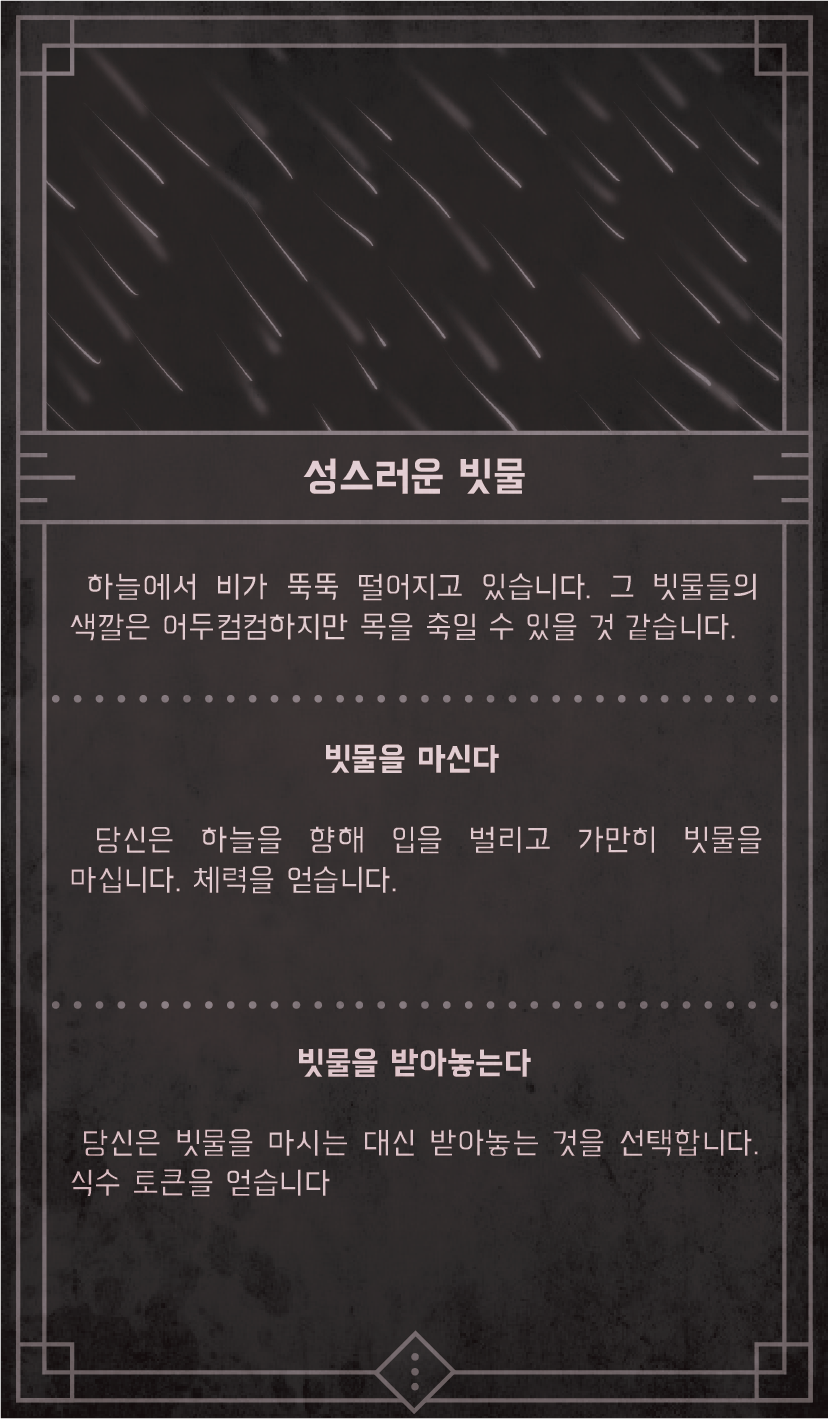 성스러운 빗물
하늘에서 비가 뚝뚝 떨어지고 있습니다. 그 빗물들의
색깔은 어두컴컴하지만 목을 축일 수 있을 것 같습니다.
빗물을 마신다
당신은 하늘을 향해 입을 벌리고 가만히 빗물을
마십니다. 체력을 얻습니다.
빗물을 받아놓는다
당신은 빗물을 마시는 대신 받아놓는 것을 선택합니다.
식수 토큰을 얻습니다